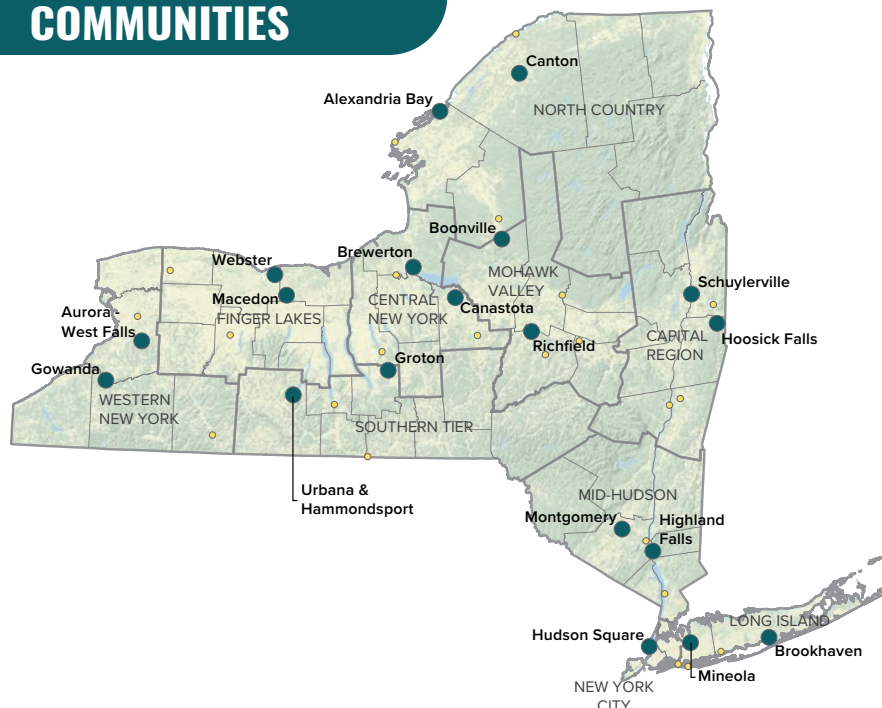 COMMUNITIES
Canton
Alexandria Bay
NORTH COUNTRY
Boonville
Brewerton
Webster
MOHAWK
VALLEY
Schuylerville
Macedon
CENTRAL
NEW YORK
Canastota
Aurora -
West Falls
FINGER LAKES
CAPITAL
REGION
Hoosick Falls
Richfield
Groton
Gowanda
WESTERN
NEW YORK
SOUTHERN TIER
Urbana &
Hammondsport
MID-HUDSON
Montgomery
Highland
Falls
LONG ISLAND
Hudson Square
Brookhaven
Mineola
NEW YORK
CITY